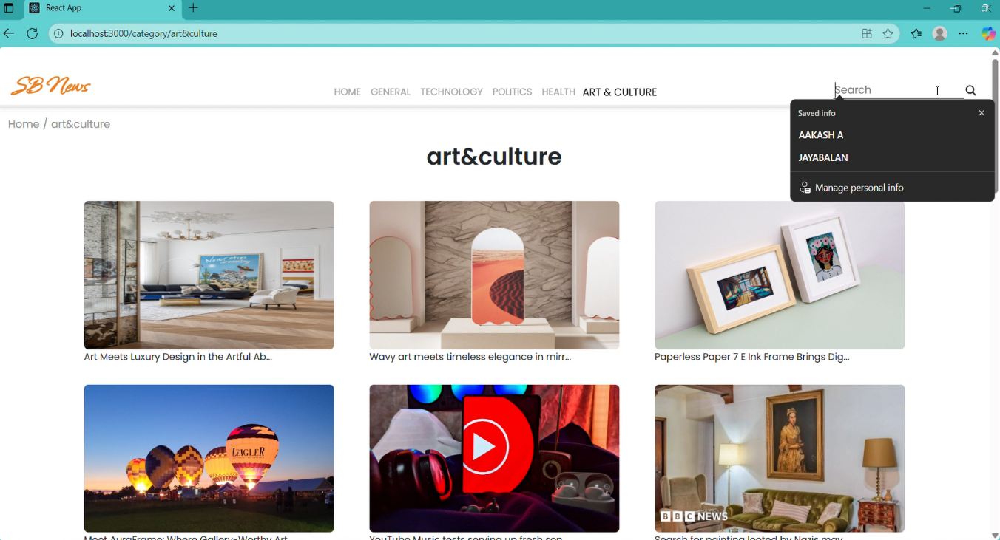 React App
localhost:3000/category/art&culture
SB News
HOME GENERAL TECHNOLOGY POLITICS HEALTH ART & CULTURE
Search
Saved info
AAKASH A
JAYABALAN
Manage personal info
Home / art&culture
art&culture
Never stop dreaming
Art Meets Luxury Design in the Artful Ab...
Wavy art meets timeless elegance in mirr...
Paperless Paper 7 E Ink Frame Brings Dig...
ZEIGLER
BBC NEWS
Meet AuraFrame: Where Gallery-Worthy Art
YouTube Music tests serving up fresh son
Search for painting looted by Nazis may